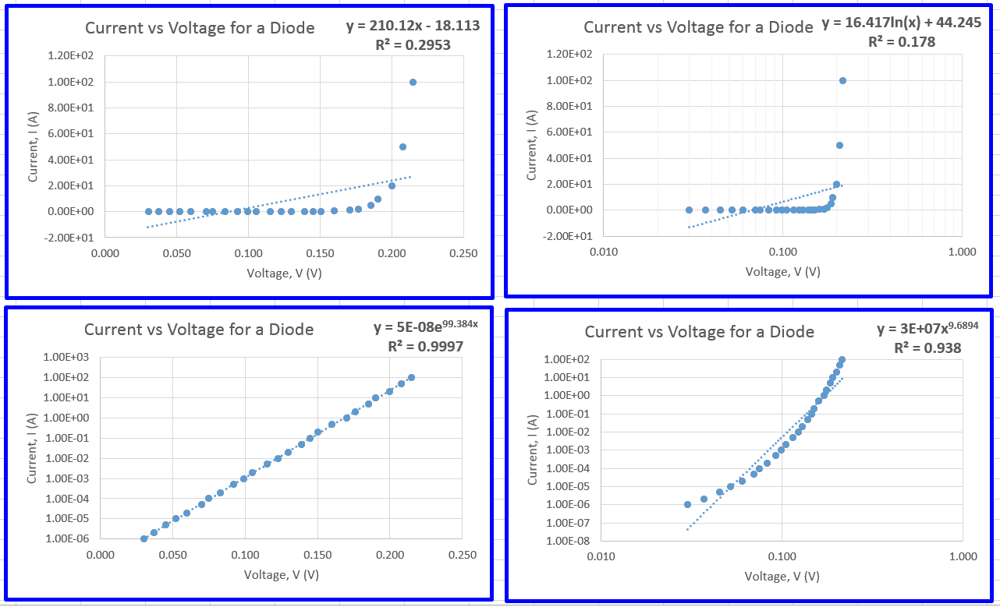 Current vs Voltage for a Diode
y = 210.12x - 18.113
R² = 0.2953
1.20E+02
1.00E+02
8.00E+01
6.00E+01
4.00E+01
2.00E+01
0.00E+00
-2.00E+01
0.000 0.050 0.100 0.150 0.200 0.250
Current, I (A)
Voltage, V (V)
Current vs Voltage for a Diode
y = 16.417ln(x) + 44.245
R² = 0.178
1.20E+02
1.00E+02
8.00E+01
6.00E+01
4.00E+01
2.00E+01
0.00E+00
-2.00E+01
0.010 0.100 1.000
Current, I (A)
Voltage, V (V)
Current vs Voltage for a Diode
y = 5E-08e^99.384x
R² = 0.9997
1.00E+03
1.00E+02
1.00E+01
1.00E+00
1.00E-01
1.00E-02
1.00E-03
1.00E-04
1.00E-05
1.00E-06
0.000 0.050 0.100 0.150 0.200 0.250
Current, I (A)
Voltage, V (V)
Current vs Voltage for a Diode
y = 3E+07x^9.6894
R² = 0.938
1.00E+02
1.00E+01
1.00E+00
1.00E-01
1.00E-02
1.00E-03
1.00E-04
1.00E-05
1.00E-06
1.00E-07
1.00E-08
0.010 0.100 1.000
Current, I (A)
Voltage, V (V)